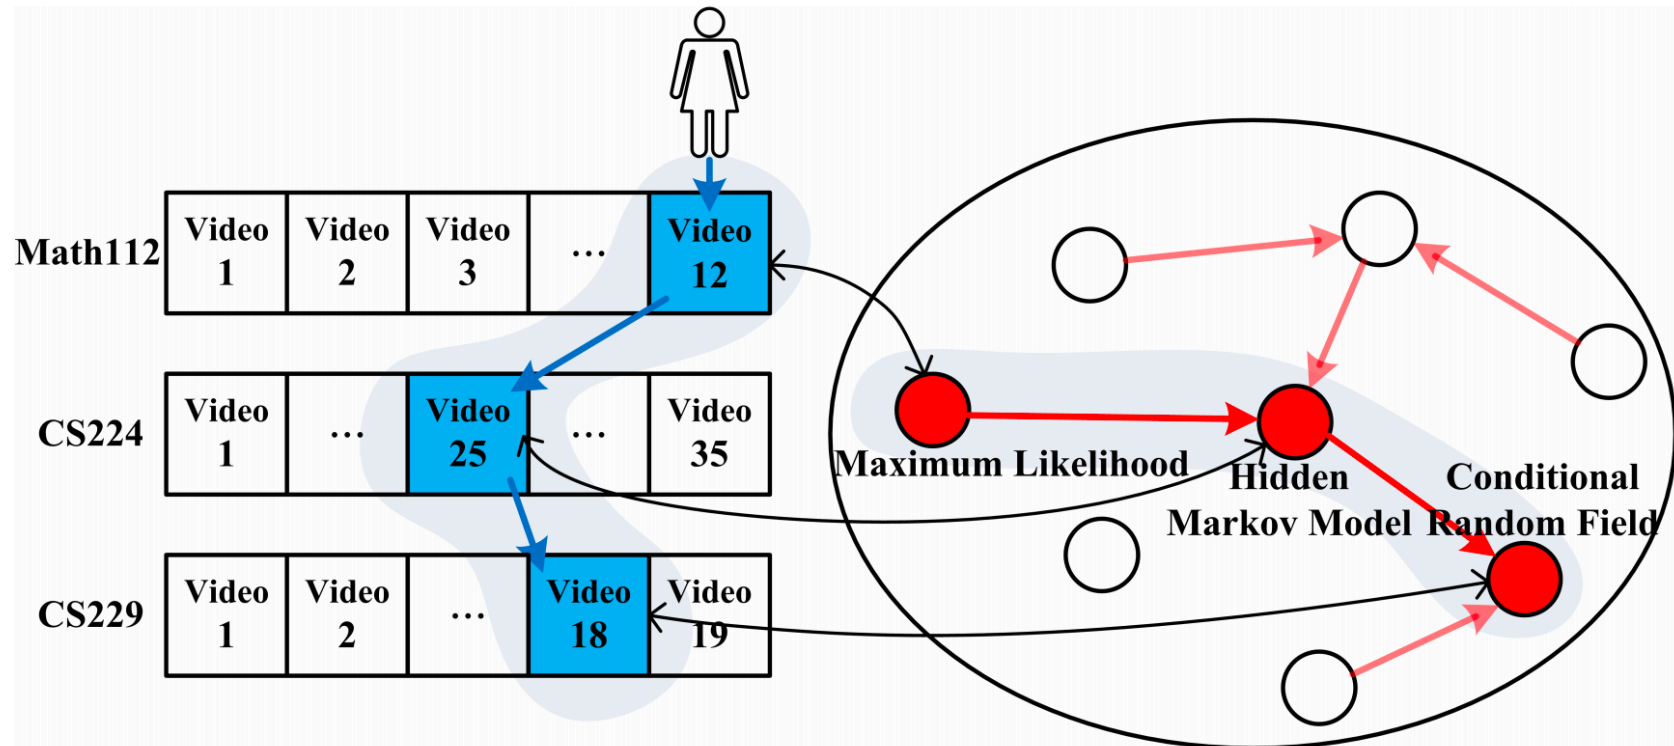 Math112
Video 1
Video 2
Video 3
...
Video 12
CS224
Video 1
...
Video 25
...
Video 35
CS229
Video 1
Video 2
...
Video 18
Video 19
Maximum Likelihood
Hidden
Markov Model
Conditional
Random Field